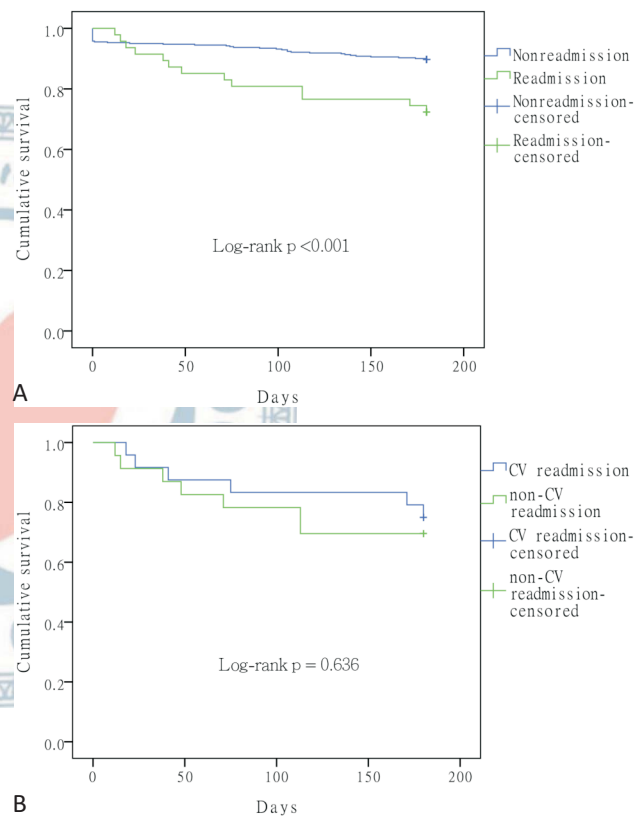 1.0
0.8
0.6
0.4
0.2
0.0
Cumulative survival
Log-rank p <0.001
0 50 100 150 200
Days
Nonreadmission
Readmission
Nonreadmission-
censored
Readmission-
censored
A
1.0
0.8
0.6
0.4
0.2
0.0
Cumulative survival
Log-rank p = 0.636
0 50 100 150 200
Days
CV readmission
non-CV
readmission
CV readmission-
censored
non-CV
readmission-
censored
B